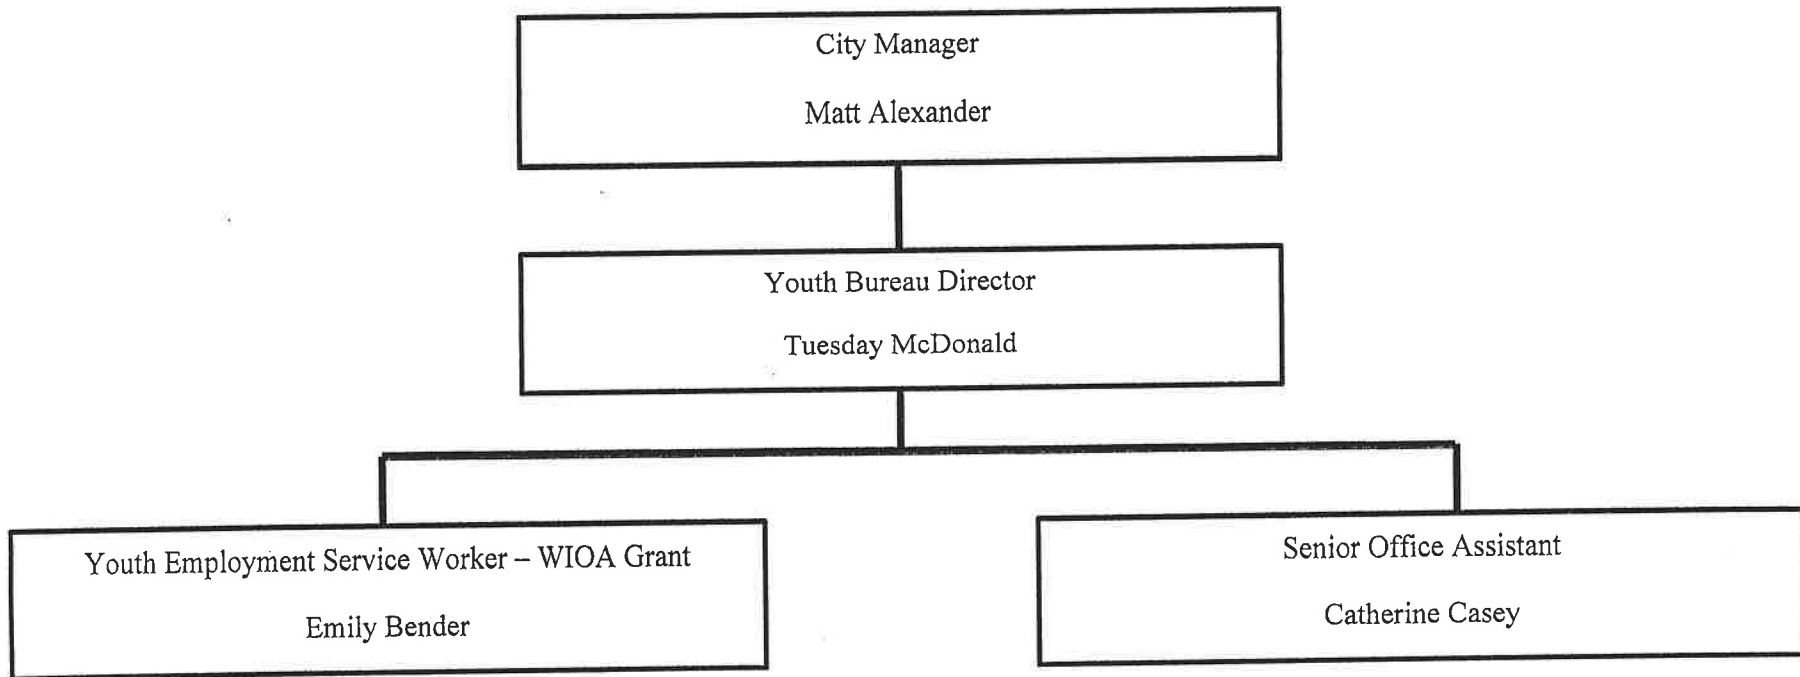 City Manager
Matt Alexander
Youth Bureau Director
Tuesday McDonald
Youth Employment Service Worker – WIOA Grant
Emily Bender
Senior Office Assistant
Catherine Casey